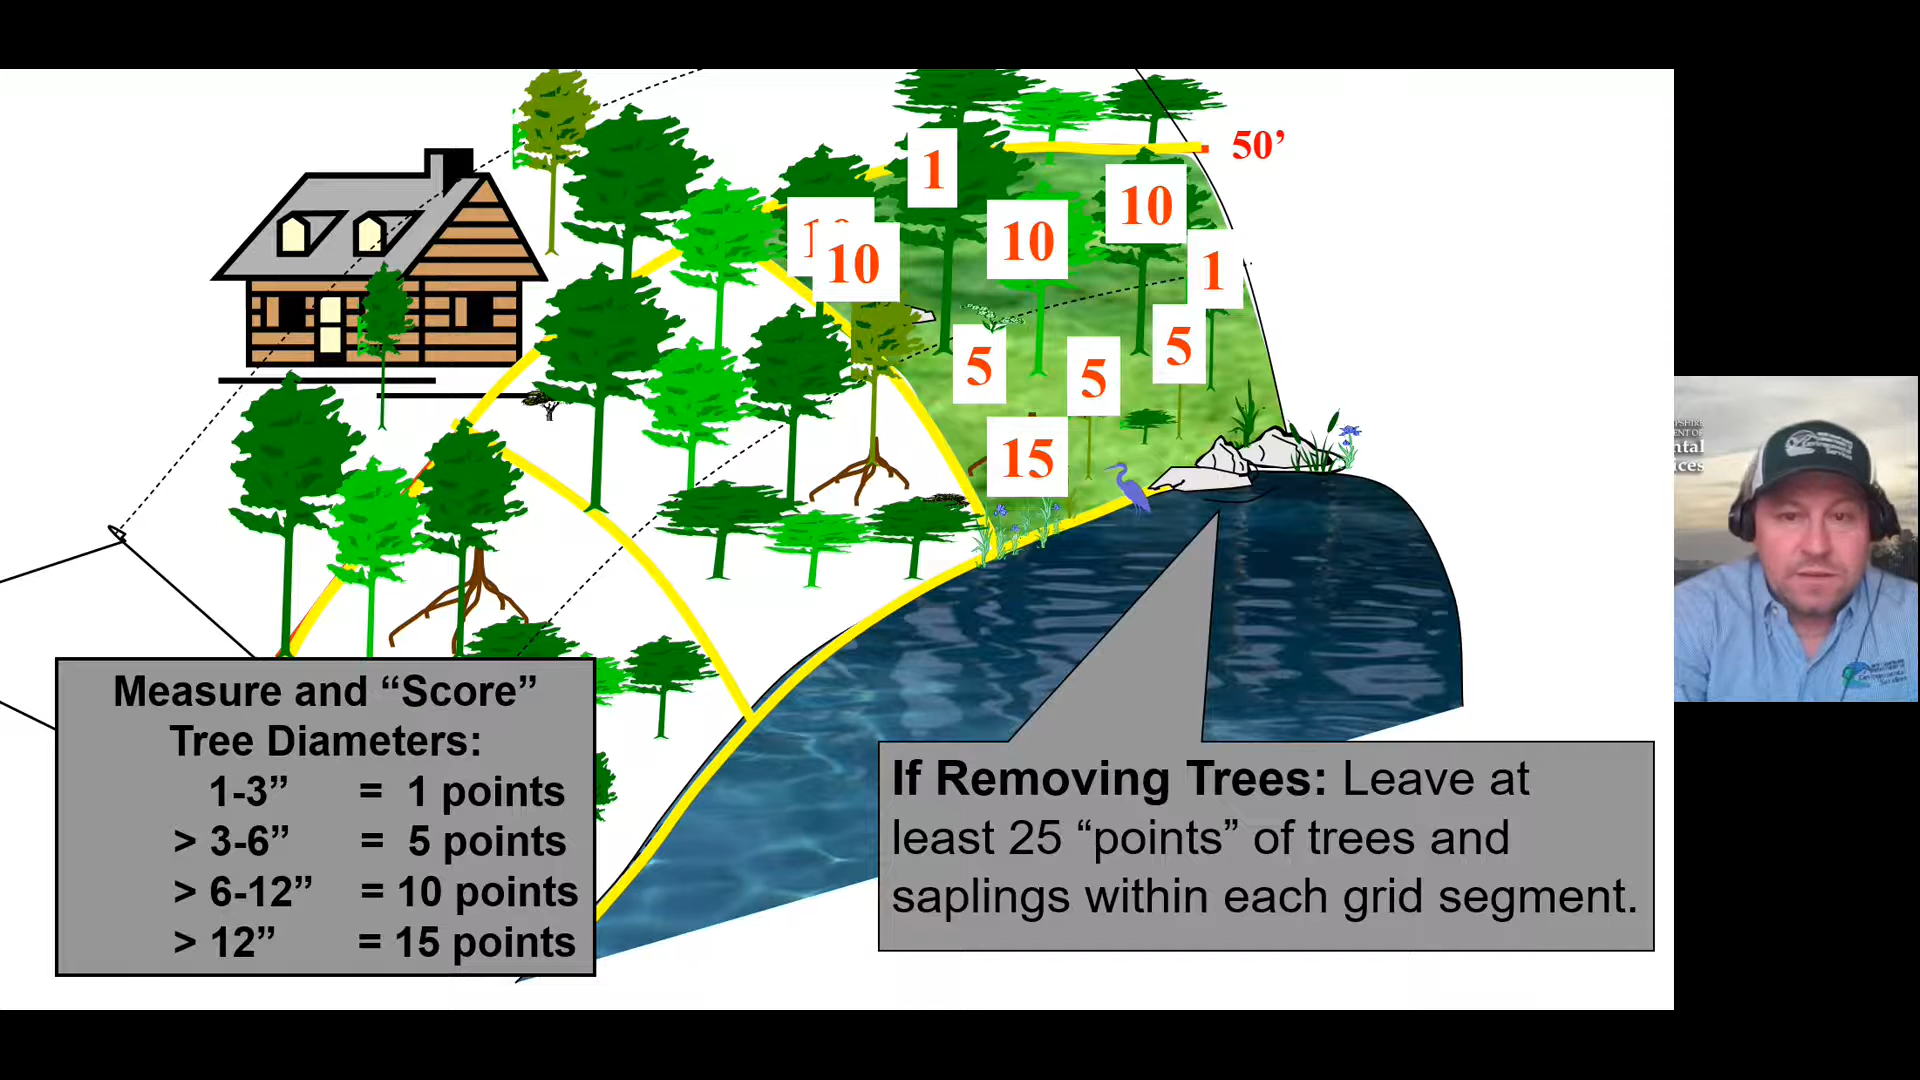 50’
1
10
10
10
1
5
5
5
15
Measure and “Score”
Tree Diameters:
1-3” = 1 points
> 3-6” = 5 points
> 6-12” = 10 points
> 12” = 15 points
If Removing Trees: Leave at
least 25 “points” of trees and
saplings within each grid segment.